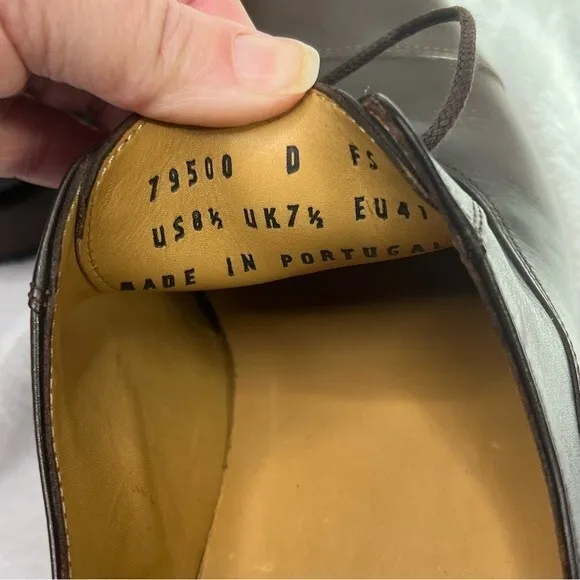 79500 D FS
US8½ UK7½ EU41
MADE IN PORTUGAL